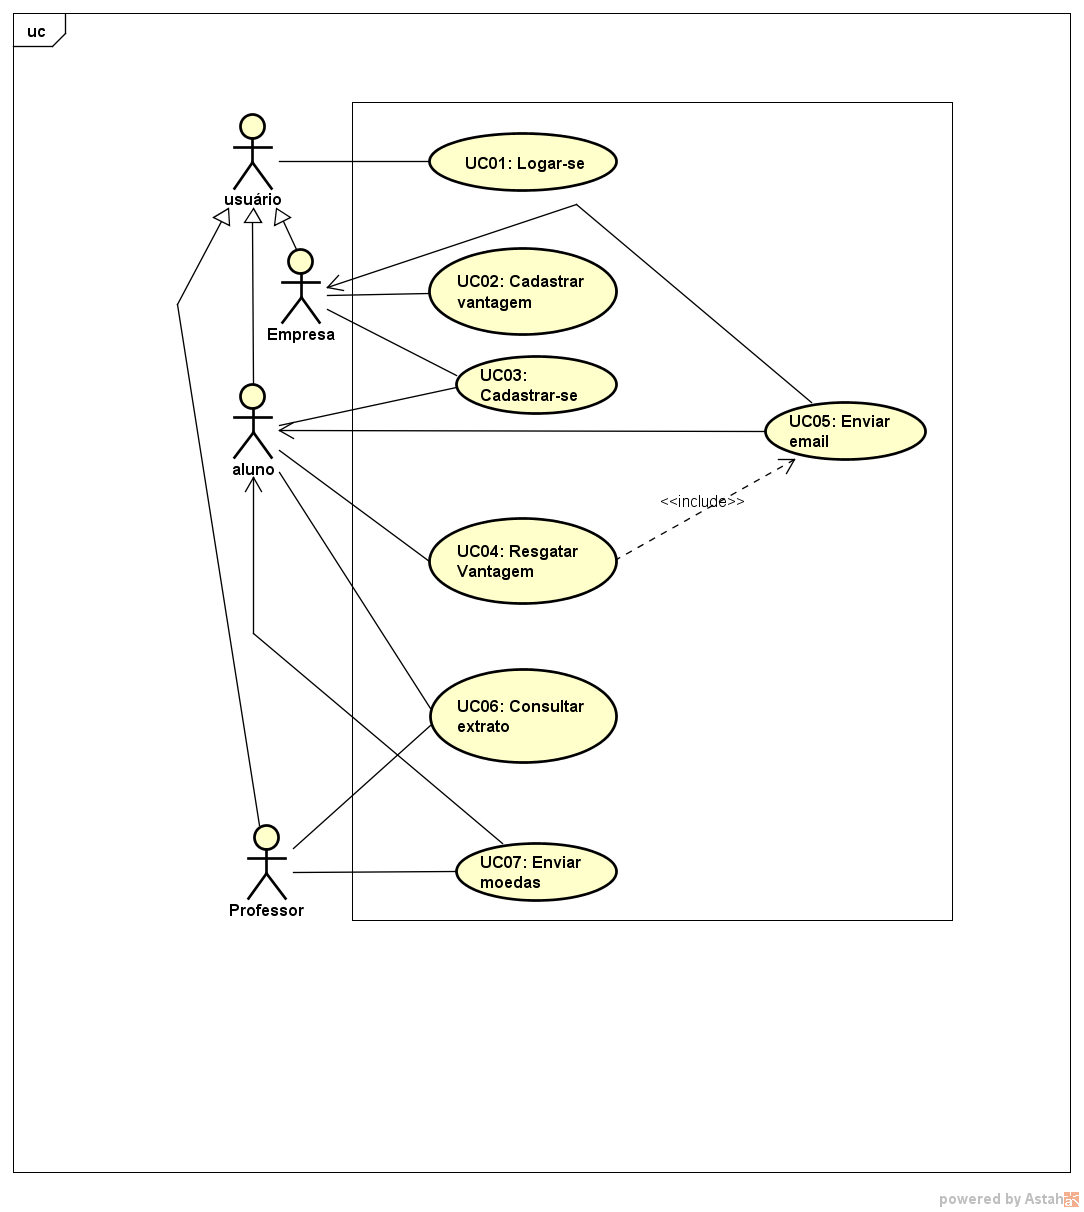 uc
usuário
UC01: Logar-se
Empresa
UC02: Cadastrar
vantagem
UC03:
Cadastrar-se
aluno
UC05: Enviar
email
<<include>>
UC04: Resgatar
Vantagem
UC06: Consultar
extrato
Professor
UC07: Enviar
moedas
powered by Astah